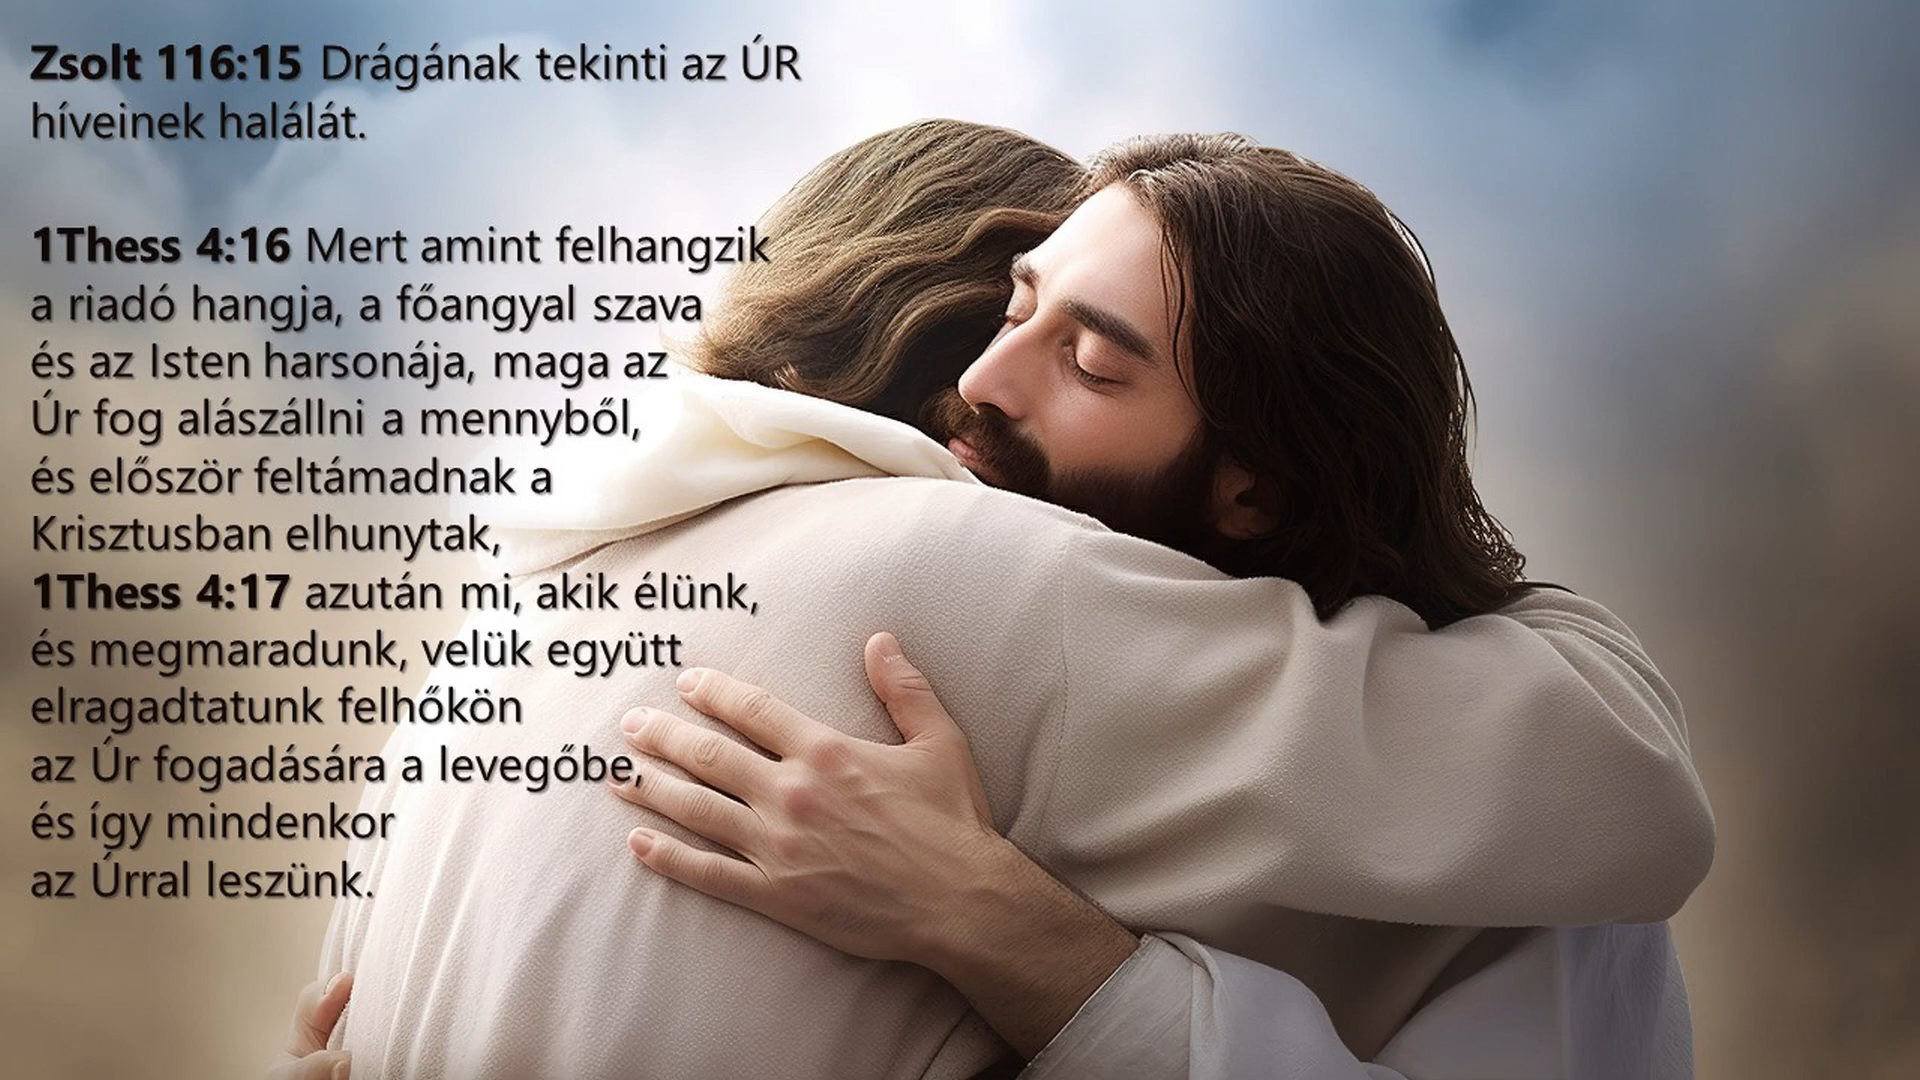 Zsolt 116:15 Drágának tekinti az ÚR
híveinek halálát.
1Thess 4:16 Mert amint felhangzik
a riadó hangja, a főangyal szava
és az Isten harsonája, maga az
Úr fog alászállni a mennyből,
és először feltámadnak a
Krisztusban elhunytak,
1Thess 4:17 azután mi, akik élünk,
és megmaradunk, velük együtt
elragadtatunk felhőkön
az Úr fogadására a levegőbe,
és így mindenkor
az Úrral leszünk.